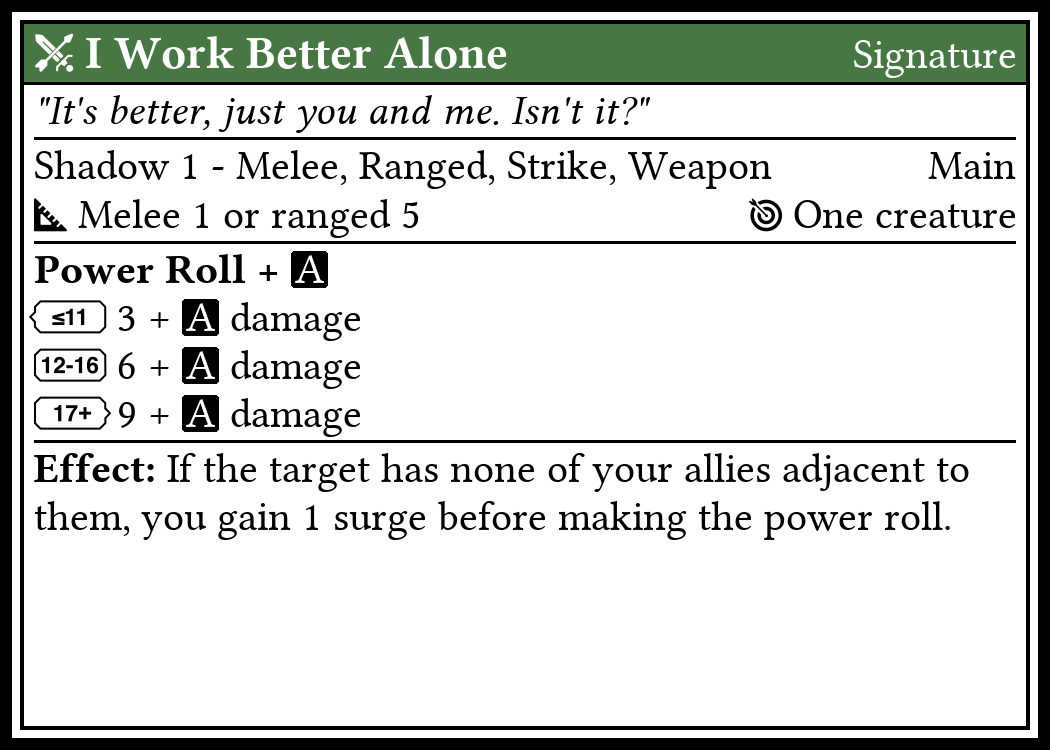 I Work Better Alone Signature
"It's better, just you and me. Isn't it?"
Shadow 1 - Melee, Ranged, Strike, Weapon Main
Melee 1 or ranged 5 One creature
Power Roll + A
≤11 3 + A damage
12-16 6 + A damage
17+ 9 + A damage
Effect: If the target has none of your allies adjacent to
them, you gain 1 surge before making the power roll.